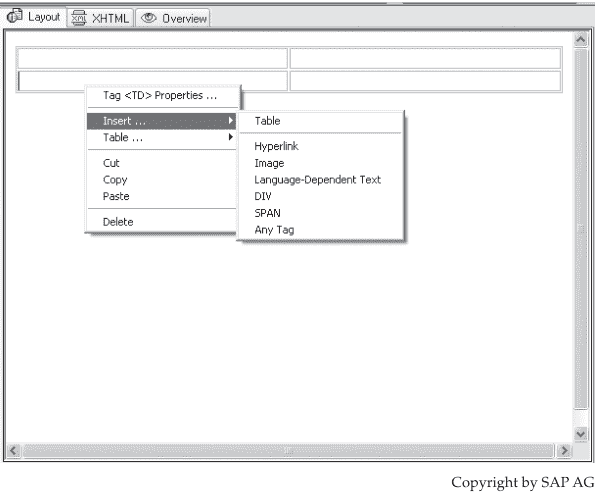 Layout XHTML Overview
Tag <TD> Properties ...
Insert ...
Table ...
Cut
Copy
Paste
Delete
Table
Hyperlink
Image
Language-Dependent Text
DIV
SPAN
Any Tag
Copyright by SAP AG